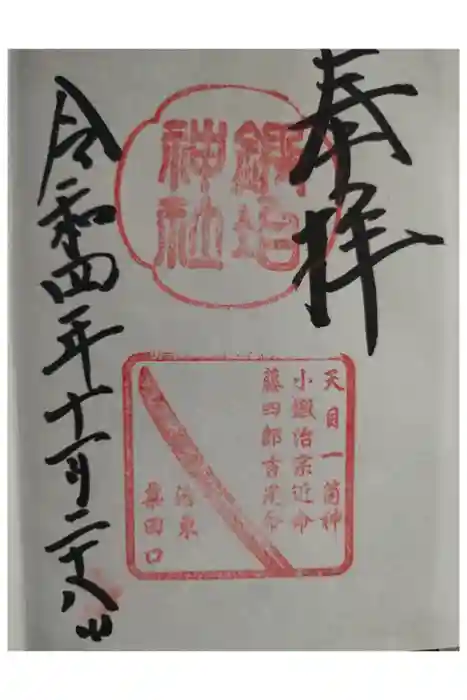 奉拝
鍛冶
神社
天目一箇神
小鍛治宗近命
藤四郎吉光命
洛東
粟田口
令和四年十一月二十八日